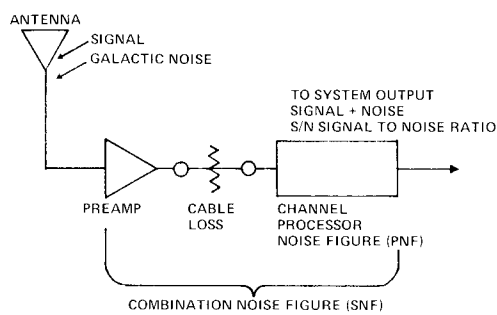 ANTENNA
SIGNAL
GALACTIC NOISE
TO SYSTEM OUTPUT
SIGNAL + NOISE
S/N SIGNAL TO NOISE RATIO
PREAMP
CABLE
LOSS
CHANNEL
PROCESSOR
NOISE FIGURE (PNF)
COMBINATION NOISE FIGURE (SNF)